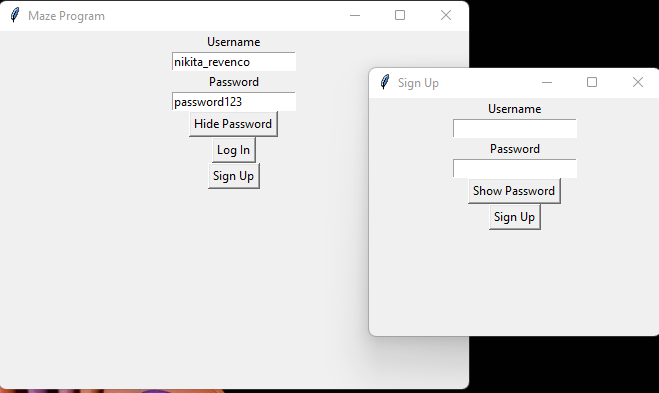 Maze Program
Username
nikita_revenco
Password
password123
Hide Password
Log In
Sign Up
Sign Up
Username
Password
Show Password
Sign Up